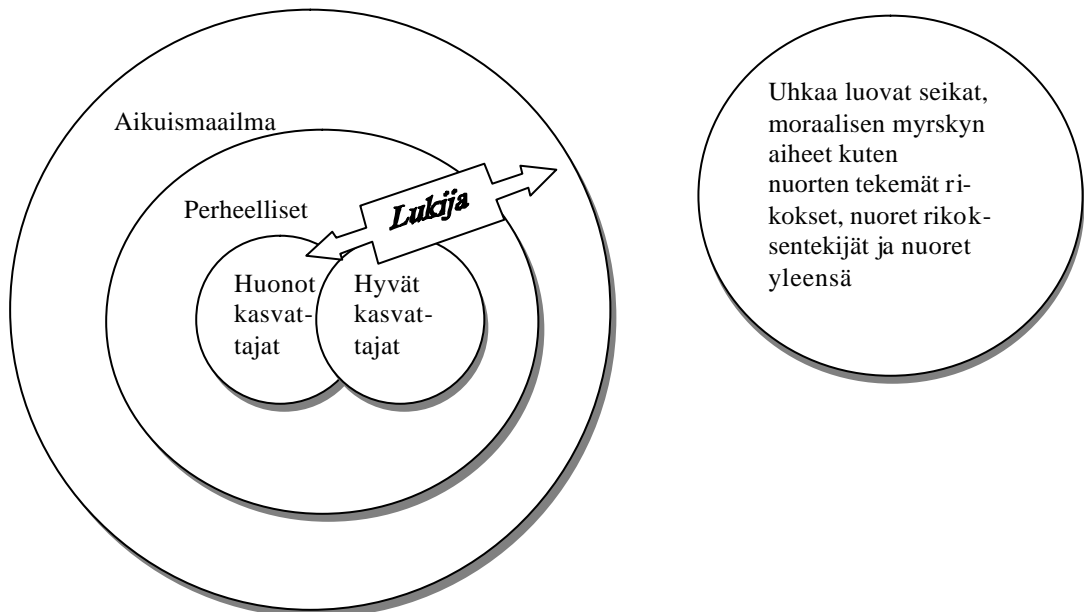 Aikuismaailma
Perheelliset
Lukija
Huonot
kasvat-
tajat
Hyvät
kasvat-
tajat
Uhkaa luovat seikat,
moraalisen myrskyn
aiheet kuten
nuorten tekemät ri-
kokset, nuoret rikok-
sentekijät ja nuoret
yleensä